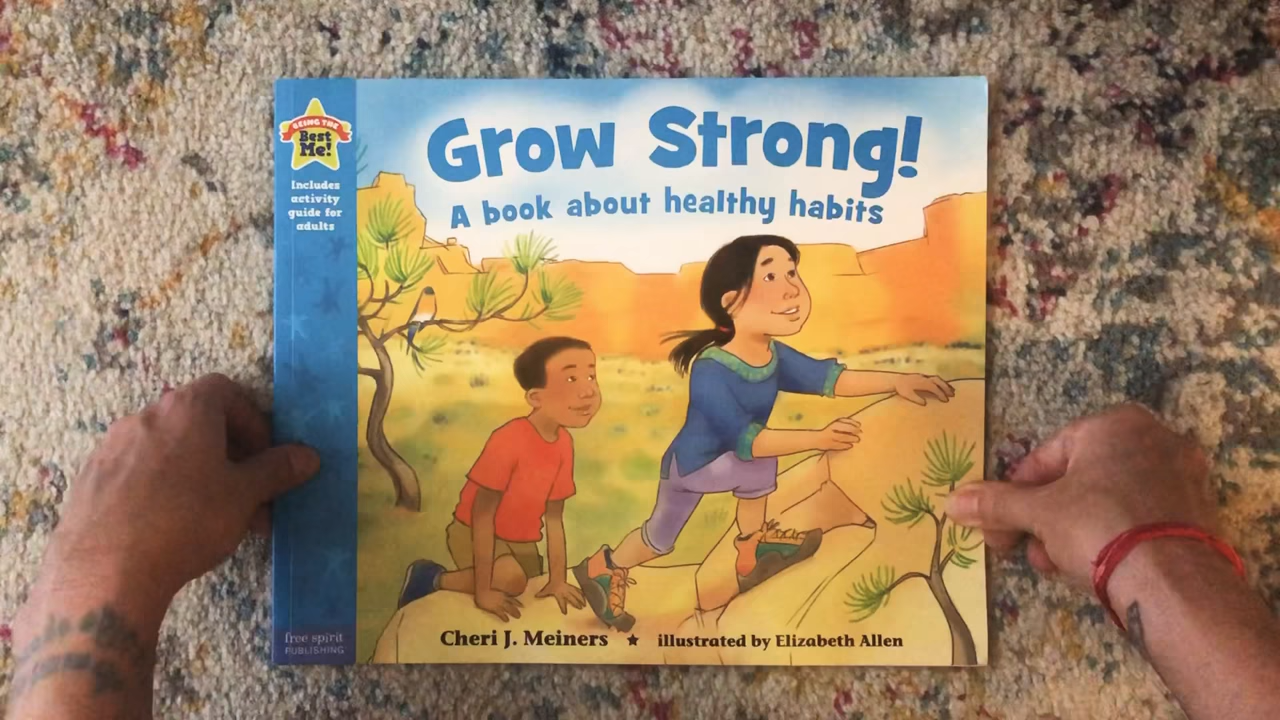 BEING THE
Best
Me!
Includes
activity
guide for
adults
Grow Strong!
A book about healthy habits
Cheri J. Meiners ★ illustrated by Elizabeth Allen
free spirit
PUBLISHING